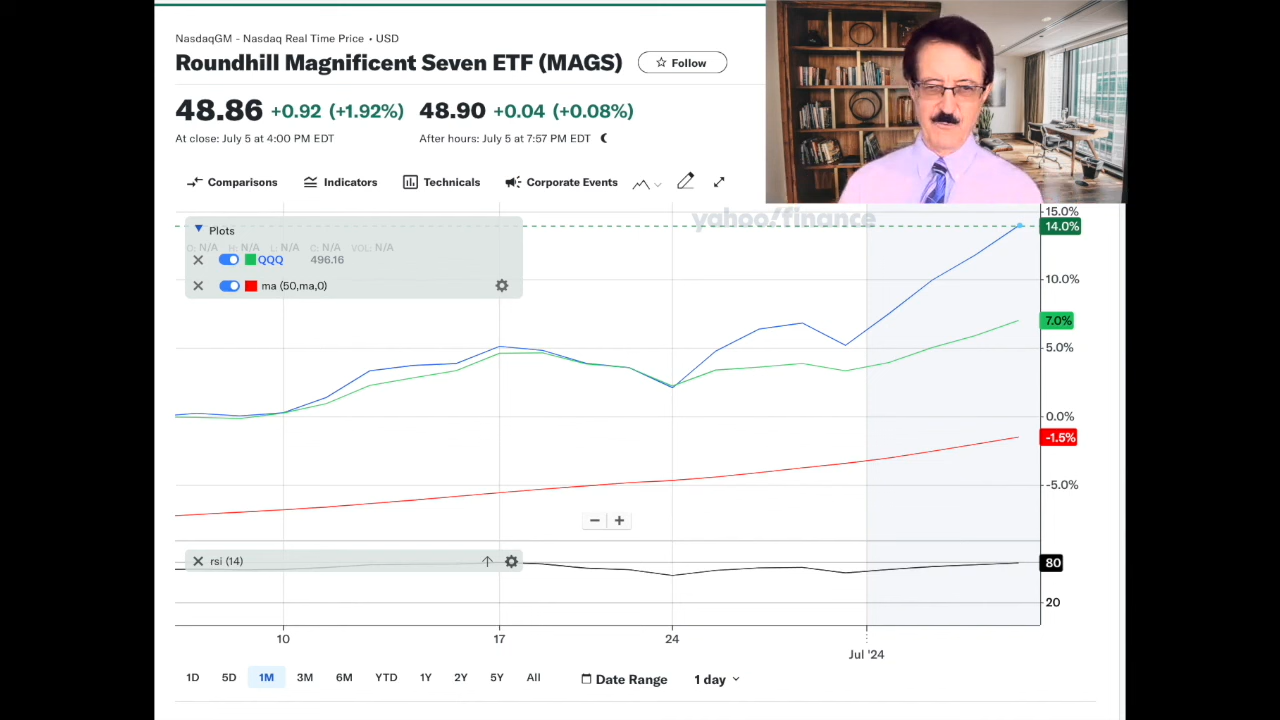 NasdaqGM - Nasdaq Real Time Price • USD
Roundhill Magnificent Seven ETF (MAGS)
☆ Follow
48.86 +0.92 (+1.92%) 48.90 +0.04 (+0.08%)
At close: July 5 at 4:00 PM EDT After hours: July 5 at 7:57 PM EDT
Comparisons Indicators Technicals Corporate Events
yahoo!finance
Plots
O: N/A H: N/A L: N/A C: N/A VOL: N/A
QQQ 496.16
ma (50,ma,0)
15.0%
14.0%
10.0%
7.0%
5.0%
0.0%
-1.5%
-5.0%
rsi (14)
80
20
10 17 24
Jul '24
1D 5D 1M 3M 6M YTD 1Y 2Y 5Y All Date Range 1 day